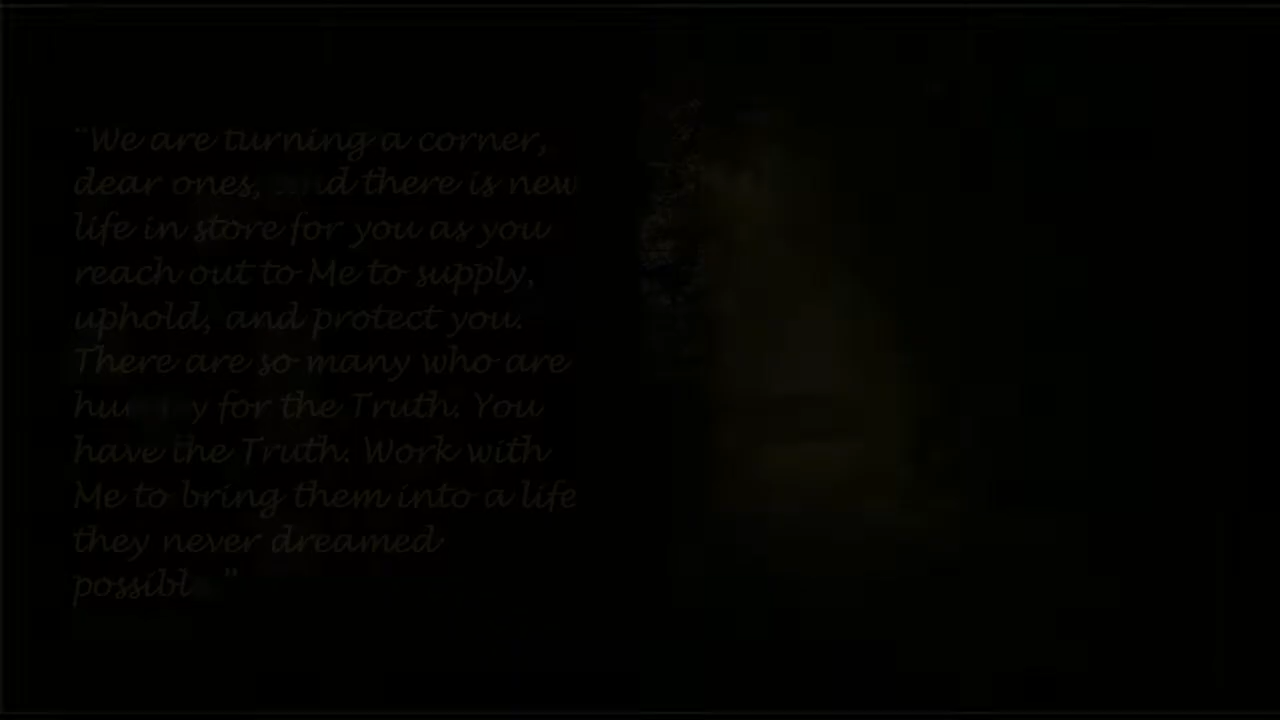 "We are turning a corner,
dear ones, and there is new
life in store for you as you
reach out to Me to supply,
uphold, and protect you.
There are so many who are
for the Truth. You
have the Truth. Work with
Me to bring them into a life
they never dreamed
possible."